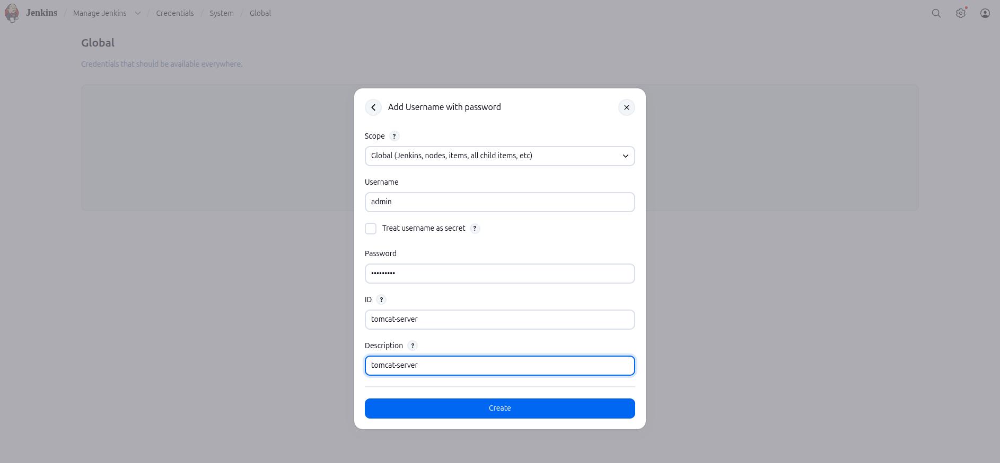 Jenkins / Manage Jenkins / Credentials / System / Global
Global
Credentials that should be available everywhere.
Add Username with password
Scope ?
Global (Jenkins, nodes, items, all child items, etc)
Username
admin
Treat username as secret ?
Password
•••••••••
ID ?
tomcat-server
Description ?
tomcat-server
Create